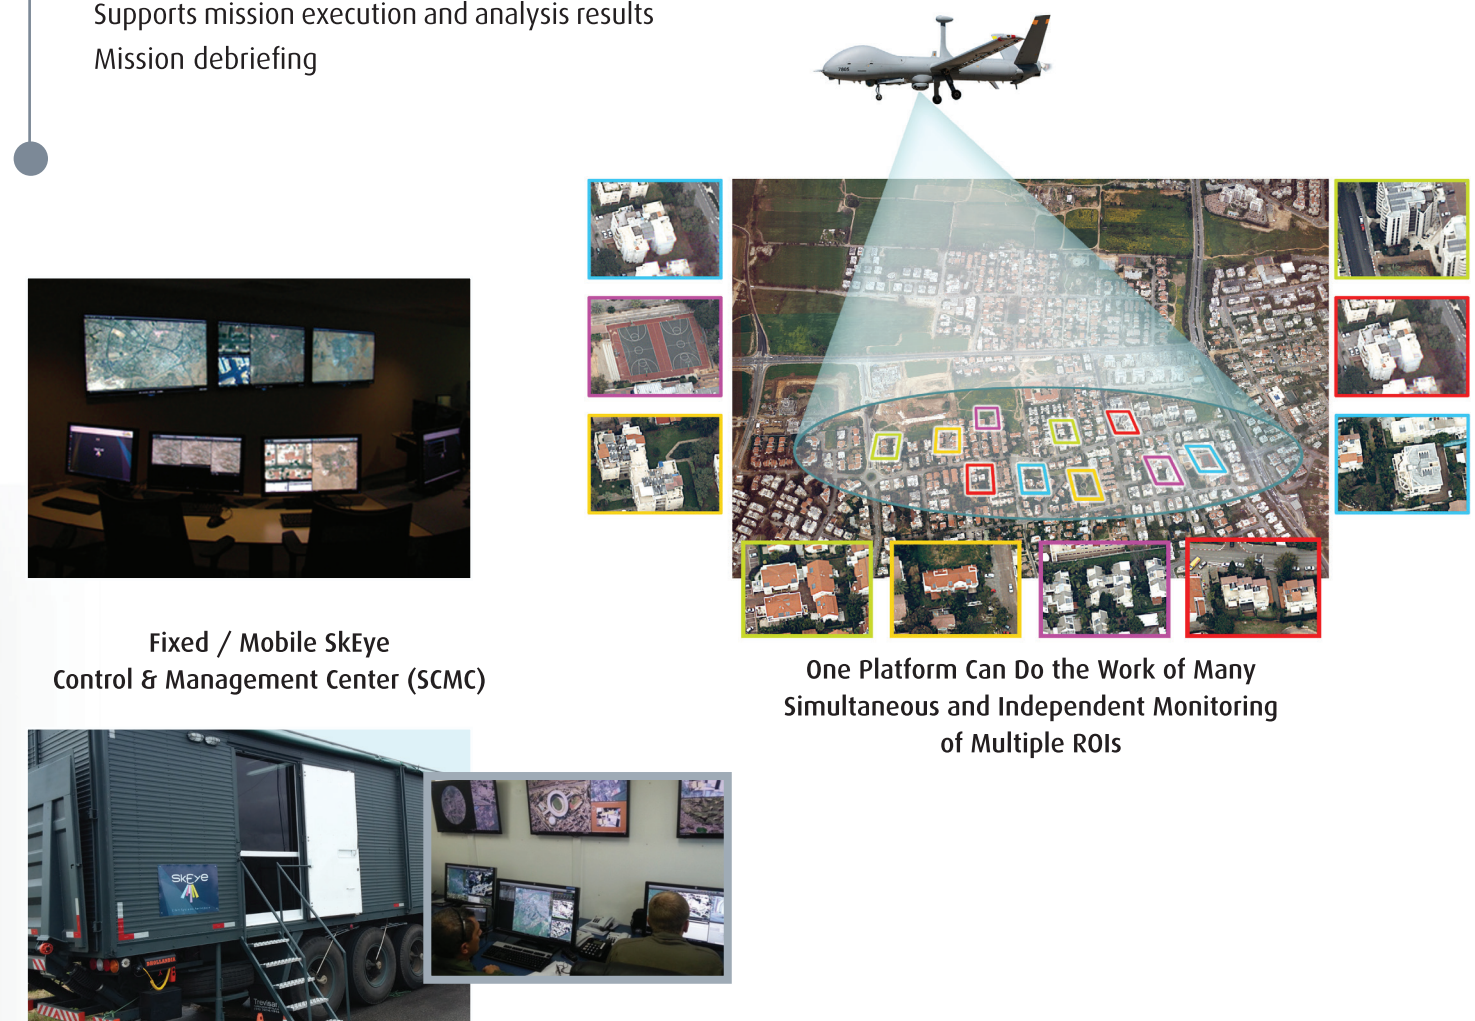 Supports mission execution and analysis results
Mission debriefing
7805
Fixed / Mobile SkEye
Control & Management Center (SCMC)
One Platform Can Do the Work of Many
Simultaneous and Independent Monitoring
of Multiple ROIs
SkEye